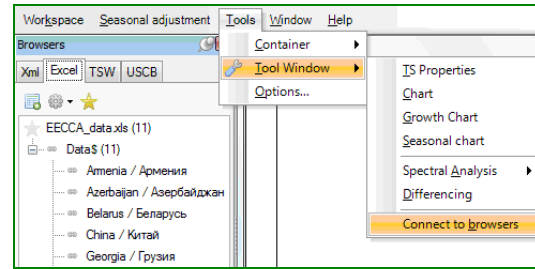 Workspace Seasonal adjustment Tools Window Help
Browsers
Container
Xml Excel TSW USCB
Tool Window
TS Properties
Options...
Chart
Growth Chart
EECCA_data.xls (11)
Seasonal chart
Data$ (11)
Armenia / Армения
Spectral Analysis
Azerbaijan / Азербайджан
Differencing
Belarus / Беларусь
China / Китай
Connect to browsers
Georgia / Грузия